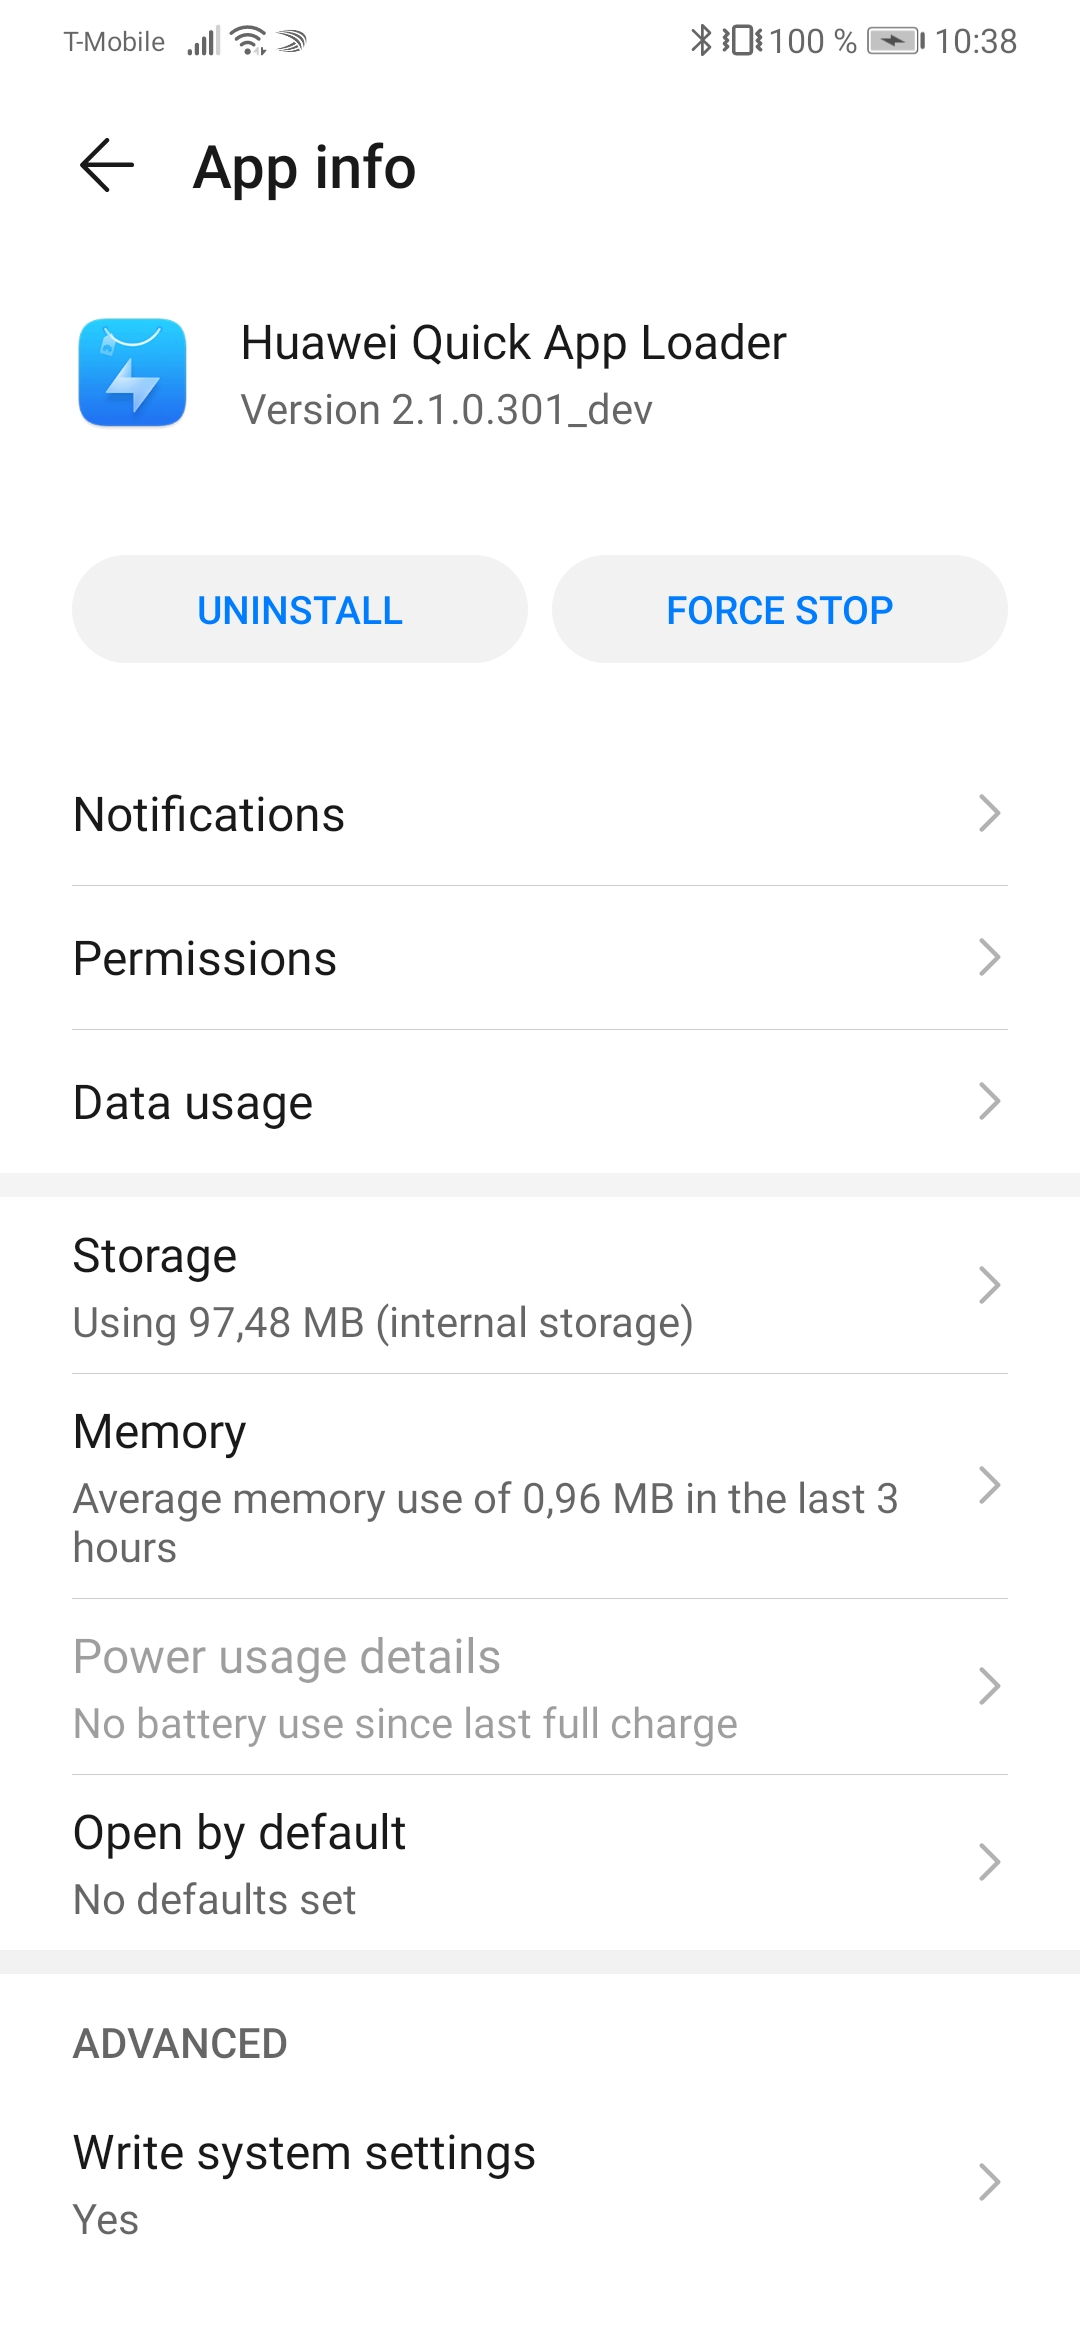 T-Mobile 100 % 10:38
App info
Huawei Quick App Loader
Version 2.1.0.301_dev
UNINSTALL FORCE STOP
Notifications
Permissions
Data usage
Storage
Using 97,48 MB (internal storage)
Memory
Average memory use of 0,96 MB in the last 3
hours
Power usage details
No battery use since last full charge
Open by default
No defaults set
ADVANCED
Write system settings
Yes